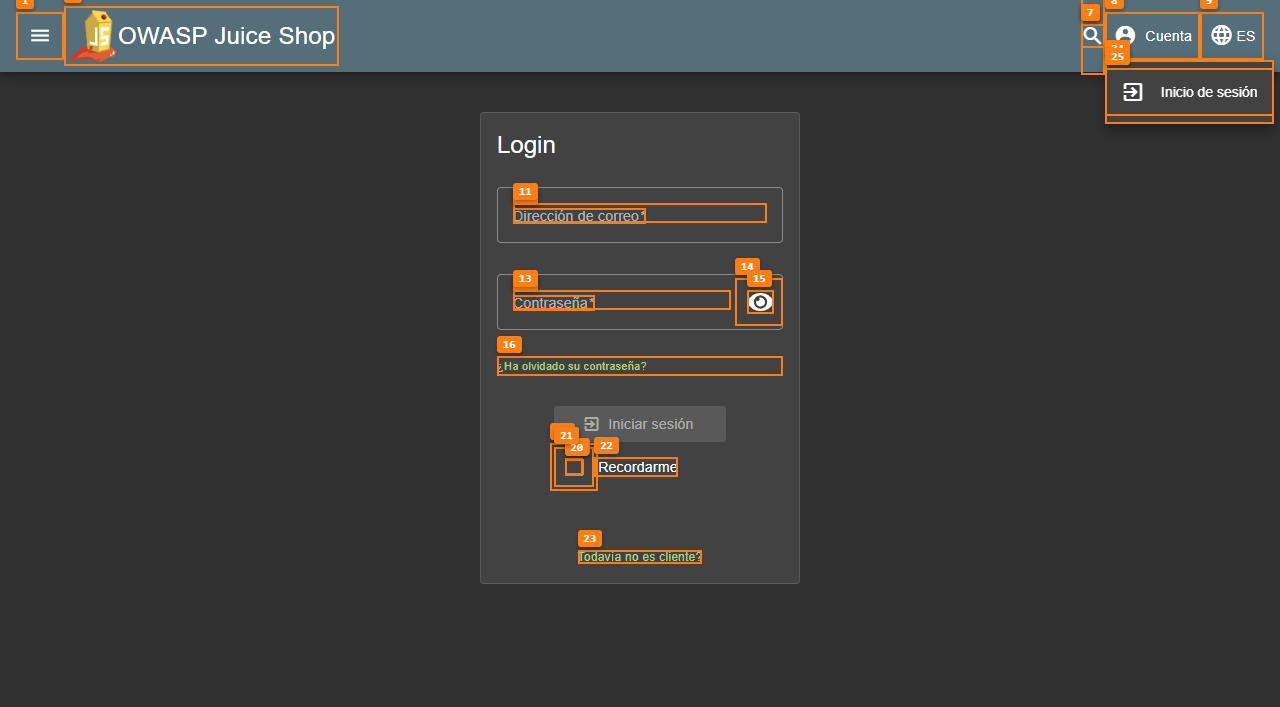 1
7
8
9
JS
OWASP Juice Shop
Cuenta
ES
25
Inicio de sesión
Login
11
Dirección de correo*
14
13
15
Contraseña*
16
¿Ha olvidado su contraseña?
Iniciar sesión
21
20
22
Recordarme
23
Todavía no es cliente?